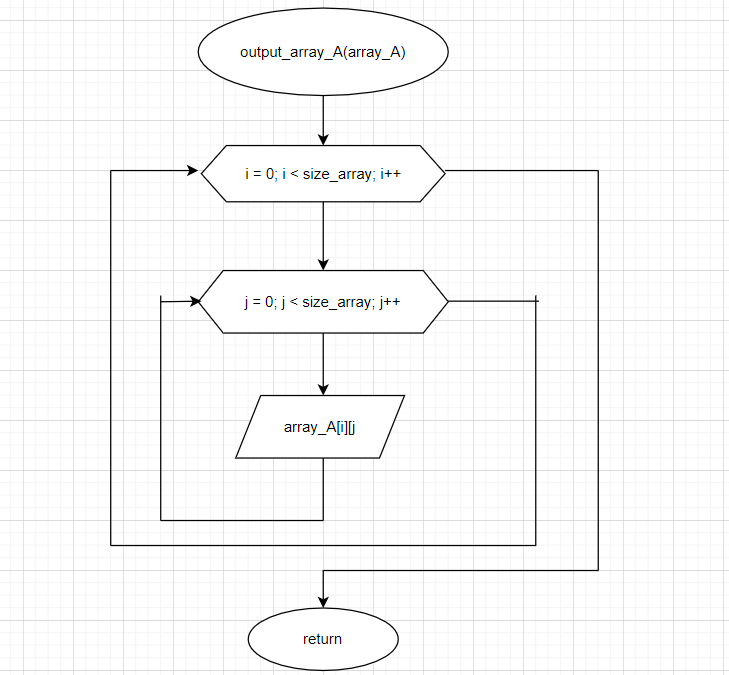 output_array_A(array_A)
i = 0; i < size_array; i++
j = 0; j < size_array; j++
array_A[i][j
return